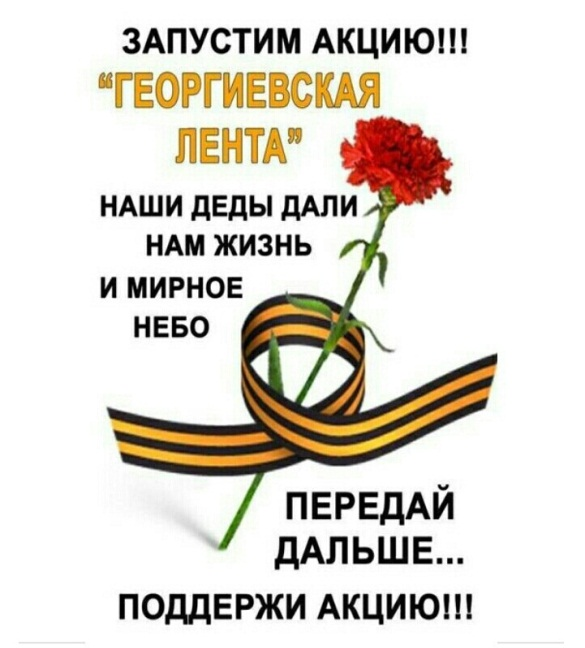 ЗАПУСТИМ АКЦИЮ!!!
“ГЕОРГИЕВСКАЯ
ЛЕНТА”
НАШИ ДЕДЫ ДАЛИ
НАМ ЖИЗНЬ
И МИРНОЕ
НЕБО
ПЕРЕДАЙ
ДАЛЬШЕ...
ПОДДЕРЖИ АКЦИЮ!!!